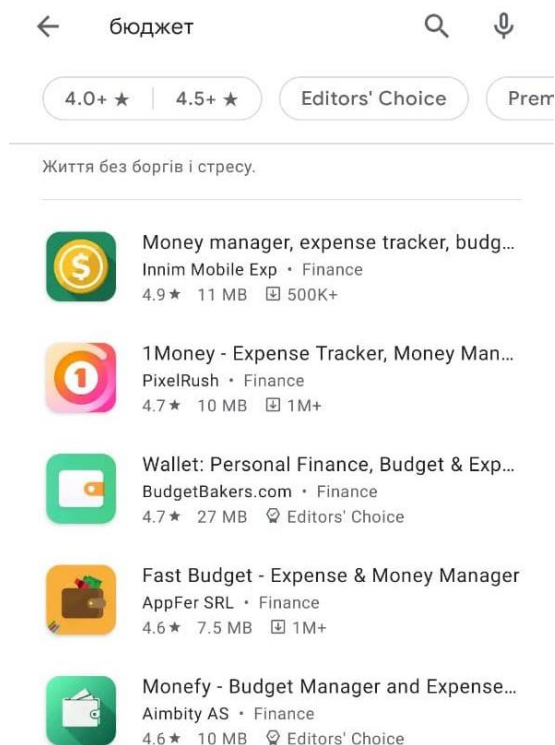 бюджет
4.0+ ★ 4.5+ ★ Editors' Choice Prem
Життя без боргів і стресу.
Money manager, expense tracker, budg...
Innim Mobile Exp • Finance
4.9 ★ 11 MB 500K+
1Money - Expense Tracker, Money Man...
PixelRush • Finance
4.7 ★ 10 MB 1M+
Wallet: Personal Finance, Budget & Exp...
BudgetBakers.com • Finance
4.7 ★ 27 MB Editors' Choice
Fast Budget - Expense & Money Manager
AppFer SRL • Finance
4.6 ★ 7.5 MB 1M+
Monefy - Budget Manager and Expense...
Aimbity AS • Finance
4.6 ★ 10 MB Editors' Choice